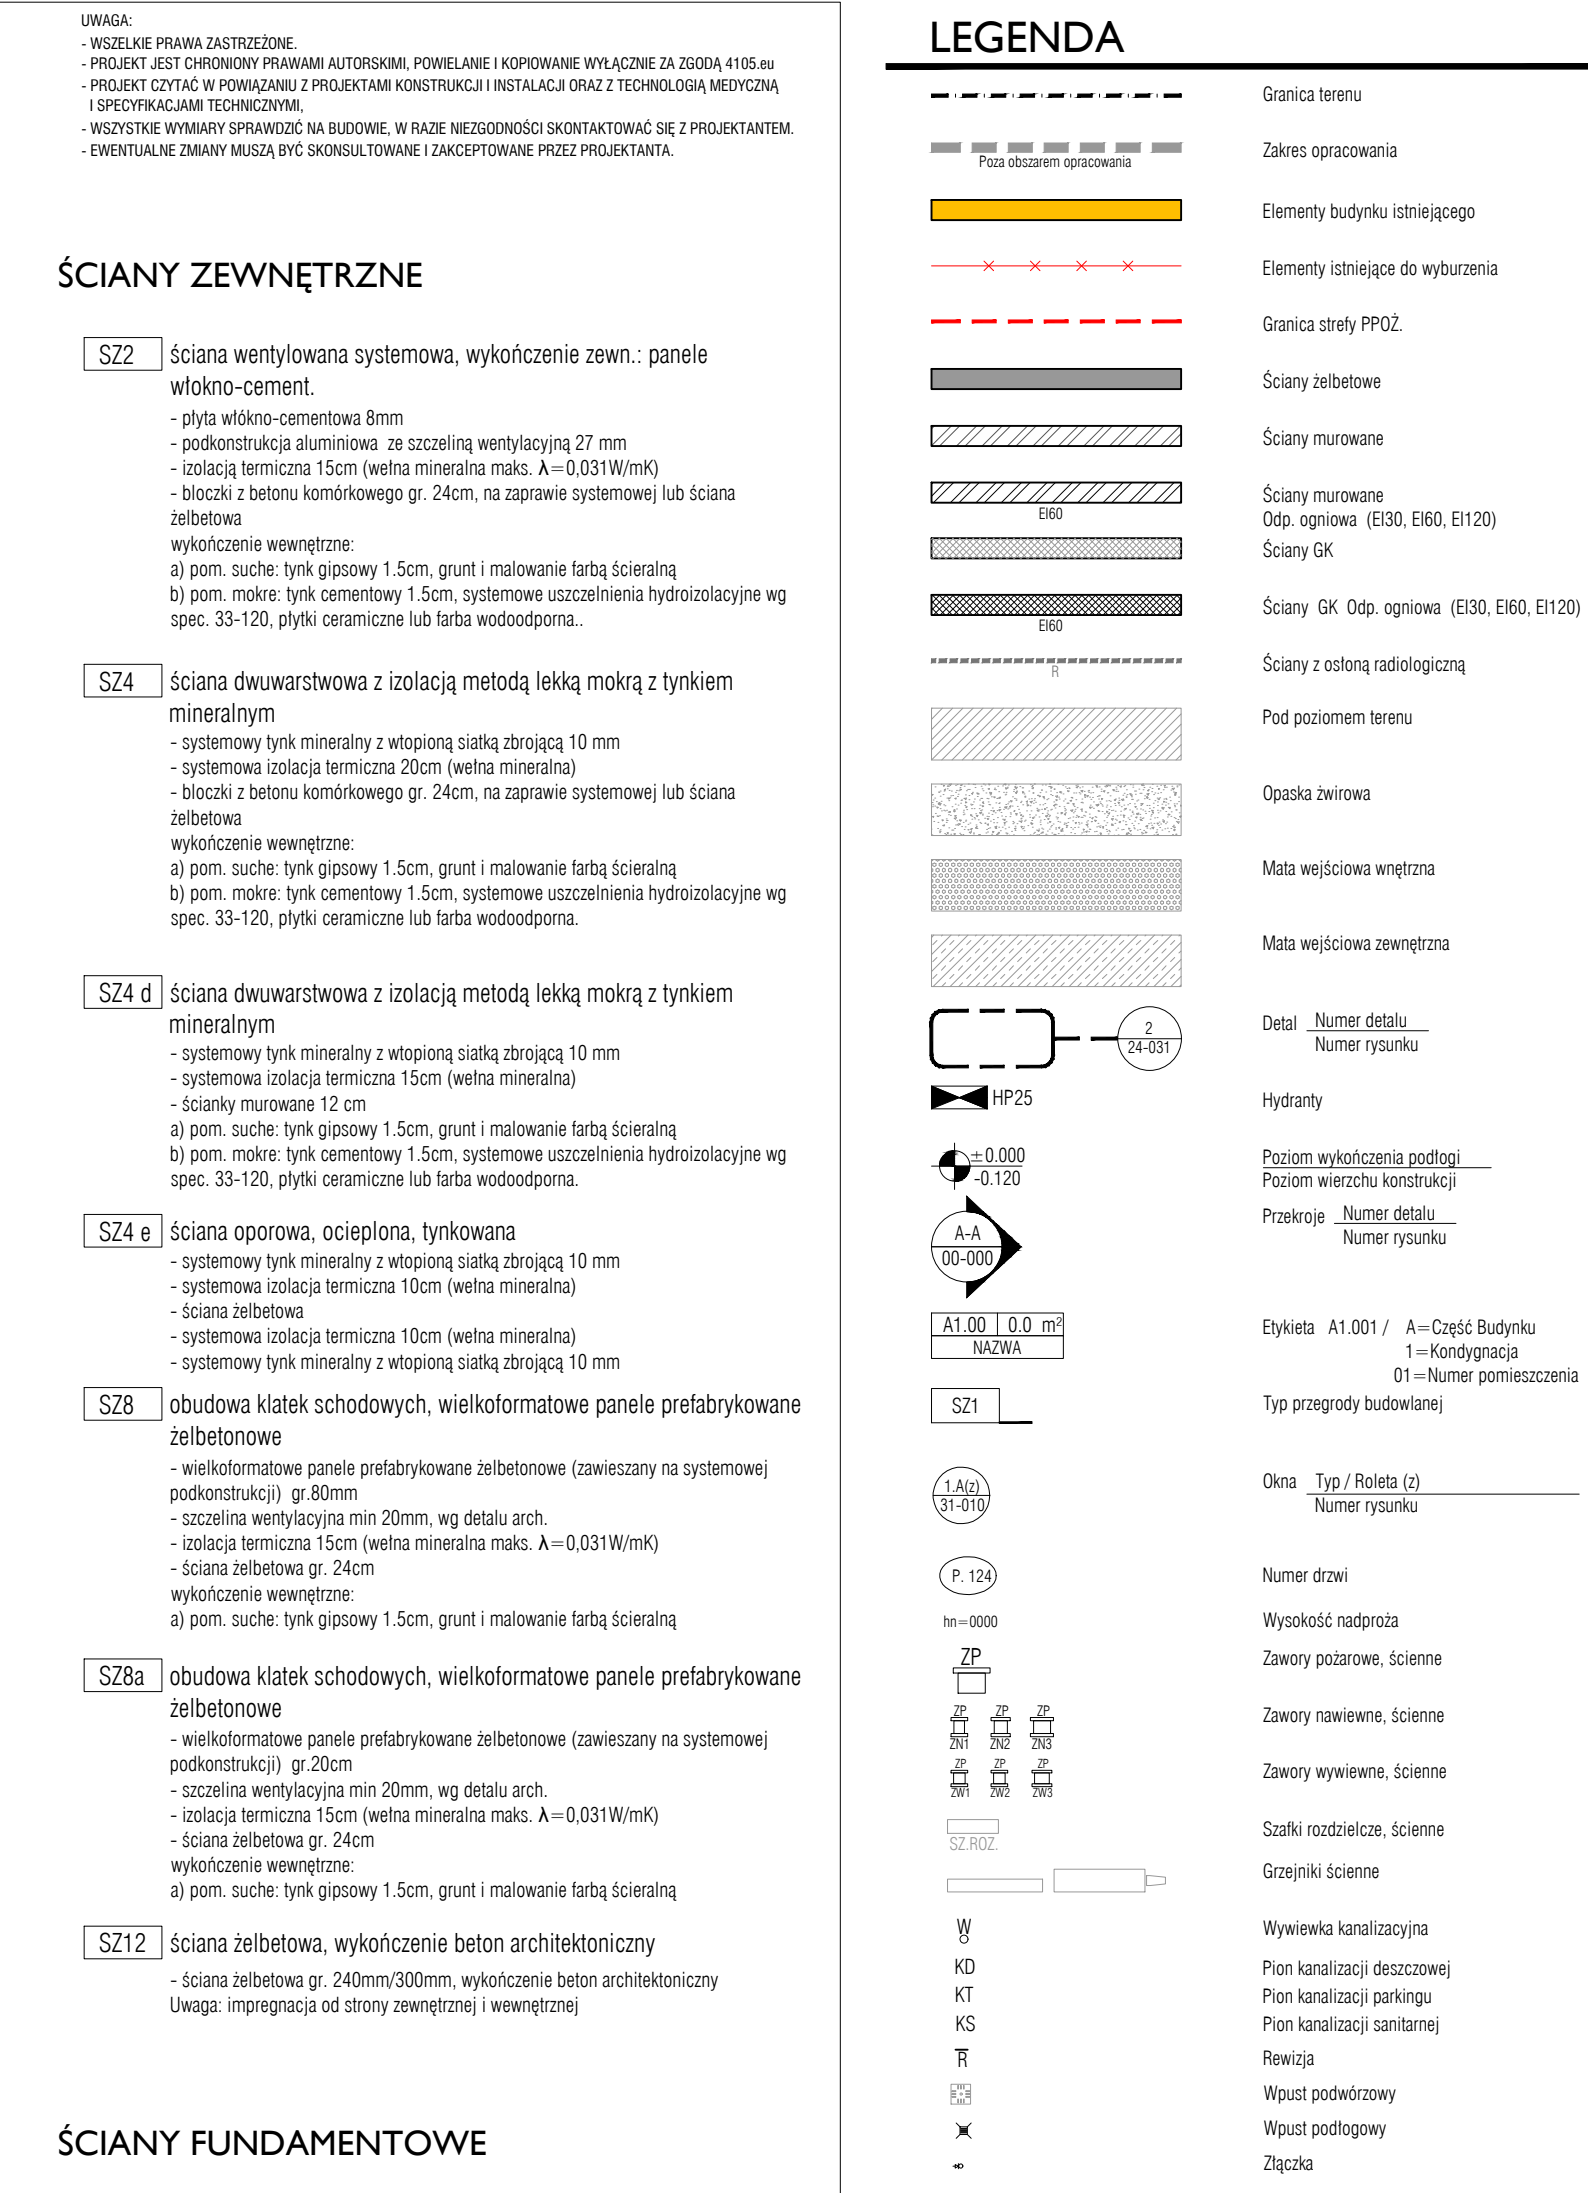 UWAGA:
- WSZELKIE PRAWA ZASTRZEŻONE.
- PROJEKT JEST CHRONIONY PRAWAMI AUTORSKIMI, POWIELANIE I KOPIOWANIE WYŁĄCZNIE ZA ZGODĄ 4105.eu
- PROJEKT CZYTAĆ W POWIĄZANIU Z PROJEKTAMI KONSTRUKCJI I INSTALACJI ORAZ Z TECHNOLOGIĄ MEDYCZNĄ
I SPECYFIKACJAMI TECHNICZNYMI,
- WSZYSTKIE WYMIARY SPRAWDZIĆ NA BUDOWIE, W RAZIE NIEZGODNOŚCI SKONTAKTOWAĆ SIĘ Z PROJEKTANTEM.
- EWENTUALNE ZMIANY MUSZĄ BYĆ SKONSULTOWANE I ZAKCEPTOWANE PRZEZ PROJEKTANTA.
ŚCIANY ZEWNĘTRZNE
SZ2 ściana wentylowana systemowa, wykończenie zewn.: panele
włokno-cement.
- płyta włókno-cementowa 8mm
- podkonstrukcja aluminiowa ze szczeliną wentylacyjną 27 mm
- izolacją termiczna 15cm (wełna mineralna maks. λ=0,031W/mK)
- bloczki z betonu komórkowego gr. 24cm, na zaprawie systemowej lub ściana
żelbetowa
wykończenie wewnętrzne:
a) pom. suche: tynk gipsowy 1.5cm, grunt i malowanie farbą ścieralną
b) pom. mokre: tynk cementowy 1.5cm, systemowe uszczelnienia hydroizolacyjne wg
spec. 33-120, płytki ceramiczne lub farba wodoodporna..
SZ4 ściana dwuwarstwowa z izolacją metodą lekką mokrą z tynkiem
mineralnym
- systemowy tynk mineralny z wtopioną siatką zbrojącą 10 mm
- systemowa izolacja termiczna 20cm (wełna mineralna)
- bloczki z betonu komórkowego gr. 24cm, na zaprawie systemowej lub ściana
żelbetowa
wykończenie wewnętrzne:
a) pom. suche: tynk gipsowy 1.5cm, grunt i malowanie farbą ścieralną
b) pom. mokre: tynk cementowy 1.5cm, systemowe uszczelnienia hydroizolacyjne wg
spec. 33-120, płytki ceramiczne lub farba wodoodporna.
SZ4 d ściana dwuwarstwowa z izolacją metodą lekką mokrą z tynkiem
mineralnym
- systemowy tynk mineralny z wtopioną siatką zbrojącą 10 mm
- systemowa izolacja termiczna 15cm (wełna mineralna)
- ścianky murowane 12 cm
a) pom. suche: tynk gipsowy 1.5cm, grunt i malowanie farbą ścieralną
b) pom. mokre: tynk cementowy 1.5cm, systemowe uszczelnienia hydroizolacyjne wg
spec. 33-120, płytki ceramiczne lub farba wodoodporna.
SZ4 e ściana oporowa, ocieplona, tynkowana
- systemowy tynk mineralny z wtopioną siatką zbrojącą 10 mm
- systemowa izolacja termiczna 10cm (wełna mineralna)
- ściana żelbetowa
- systemowa izolacja termiczna 10cm (wełna mineralna)
- systemowy tynk mineralny z wtopioną siatką zbrojącą 10 mm
SZ8 obudowa klatek schodowych, wielkoformatowe panele prefabrykowane
żelbetonowe
- wielkoformatowe panele prefabrykowane żelbetonowe (zawieszany na systemowej
podkonstrukcji) gr.80mm
- szczelina wentylacyjna min 20mm, wg detalu arch.
- izolacja termiczna 15cm (wełna mineralna maks. λ=0,031W/mK)
- ściana żelbetowa gr. 24cm
wykończenie wewnętrzne:
a) pom. suche: tynk gipsowy 1.5cm, grunt i malowanie farbą ścieralną
SZ8a obudowa klatek schodowych, wielkoformatowe panele prefabrykowane
żelbetonowe
- wielkoformatowe panele prefabrykowane żelbetonowe (zawieszany na systemowej
podkonstrukcji) gr.20cm
- szczelina wentylacyjna min 20mm, wg detalu arch.
- izolacja termiczna 15cm (wełna mineralna maks. λ=0,031W/mK)
- ściana żelbetowa gr. 24cm
wykończenie wewnętrzne:
a) pom. suche: tynk gipsowy 1.5cm, grunt i malowanie farbą ścieralną
SZ12 ściana żelbetowa, wykończenie beton architektoniczny
- ściana żelbetowa gr. 240mm/300mm, wykończenie beton architektoniczny
Uwaga: impregnacja od strony zewnętrznej i wewnętrznej
ŚCIANY FUNDAMENTOWE
LEGENDA
Granica terenu
Zakres opracowania
Poza obszarem opracowania
Elementy budynku istniejącego
Elementy istniejące do wyburzenia
Granica strefy PPOŻ.
Ściany żelbetowe
Ściany murowane
Ściany murowane
EI60
Odp. ogniowa (EI30, EI60, EI120)
Ściany GK
Ściany GK Odp. ogniowa (EI30, EI60, EI120)
EI60
Ściany z osłoną radiologiczną
R
Pod poziomem terenu
Opaska żwirowa
Mata wejściowa wnętrzna
Mata wejściowa zewnętrzna
2
24-031
Detal Numer detalu
Numer rysunku
HP25 Hydranty
±0.000
-0.120
Poziom wykończenia podłogi
Poziom wierzchu konstrukcji
A-A
00-000
Przekroje Numer detalu
Numer rysunku
A1.00 0.0 m²
NAZWA
Etykieta A1.001 / A=Część Budynku
1=Kondygnacja
01=Numer pomieszczenia
SZ1 Typ przegrody budowlanej
1.A(z)
31-010
Okna Typ / Roleta (z)
Numer rysunku
P. 124 Numer drzwi
hn=0000 Wysokość nadproża
ZP Zawory pożarowe, ścienne
ZP ZP ZP
ZN1 ZN2 ZN3
Zawory nawiewne, ścienne
ZP ZP ZP
ZW1 ZW2 ZW3
Zawory wywiewne, ścienne
SZ.ROZ. Szafki rozdzielcze, ścienne
Grzejniki ścienne
W Wywiewka kanalizacyjna
KD Pion kanalizacji deszczowej
KT Pion kanalizacji parkingu
KS Pion kanalizacji sanitarnej
R Rewizja
Wpust podwórzowy
Wpust podłogowy
Złączka